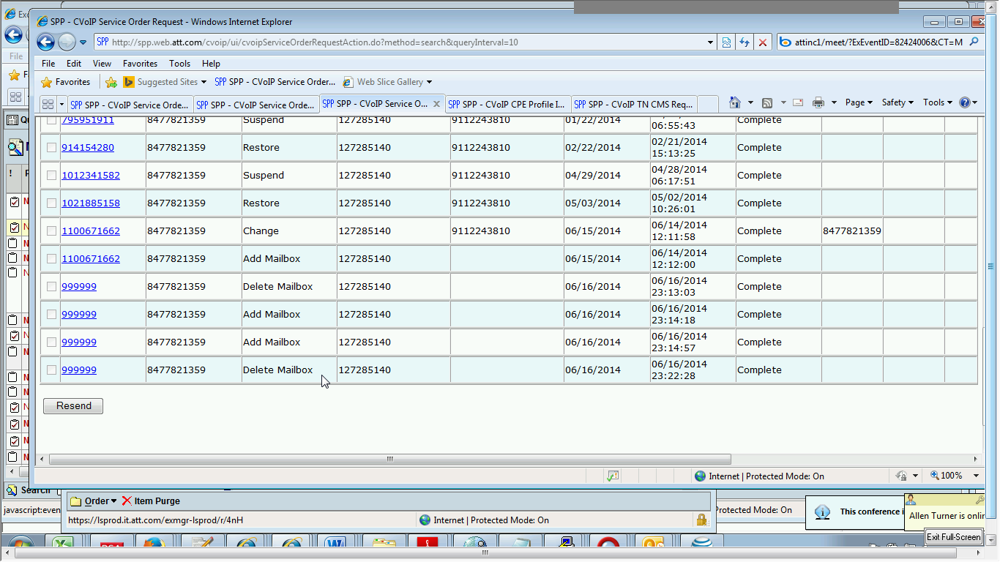 SPP - CVoIP Service Order Request - Windows Internet Explorer
http://spp.web.att.com/cvoip/ui/cvoipServiceOrderRequestAction.do?method=search&queryInterval=10
attinc1/meet/?ExEventID=82424006&CT=M
File
File Edit View Favorites Tools Help
Favorites Suggested Sites SPP SPP - CVoIP Service Order... Web Slice Gallery
SPP SPP - CVoIP Service Orde... SPP SPP - CVoIP Service Orde... SPP SPP - CVoIP Service O... SPP SPP - CVoIP CPE Profile I... SPP SPP - CVoIP TN CMS Req... Page Safety Tools
795951911 8477821359 Suspend 127285140 9112243810 01/22/2014 06:55:43 Complete
914154280 8477821359 Restore 127285140 9112243810 02/22/2014 02/21/2014 15:13:25 Complete
1012341582 8477821359 Suspend 127285140 9112243810 04/29/2014 04/28/2014 06:17:51 Complete
1021885158 8477821359 Restore 127285140 9112243810 05/03/2014 05/02/2014 10:26:01 Complete
1100671662 8477821359 Change 127285140 9112243810 06/15/2014 06/14/2014 12:11:58 Complete 8477821359
1100671662 8477821359 Add Mailbox 127285140 06/15/2014 06/14/2014 12:12:00 Complete
999999 8477821359 Delete Mailbox 127285140 06/16/2014 06/16/2014 23:13:03 Complete
999999 8477821359 Add Mailbox 127285140 06/16/2014 06/16/2014 23:14:18 Complete
999999 8477821359 Add Mailbox 127285140 06/16/2014 06/16/2014 23:14:57 Complete
999999 8477821359 Delete Mailbox 127285140 06/16/2014 06/16/2014 23:22:28 Complete
Resend
Internet | Protected Mode: On 100%
Search
Order Item Purge
javascript:even
https://lsprod.it.att.com/exmgr-lsprod/r/4nH Internet | Protected Mode: On
Protected Mode: On
This conference i
Allen Turner is onlin
Exit Full-Screen